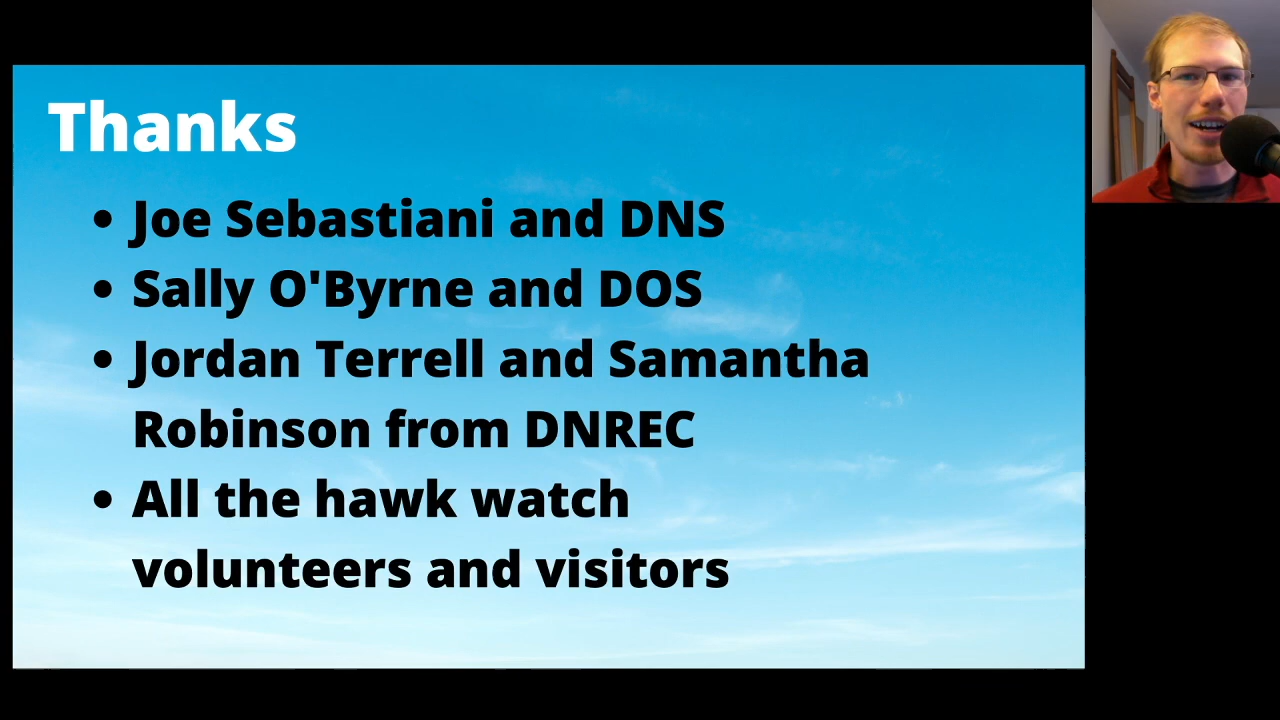 Thanks
• Joe Sebastiani and DNS
• Sally O'Byrne and DOS
• Jordan Terrell and Samantha
Robinson from DNREC
• All the hawk watch
volunteers and visitors